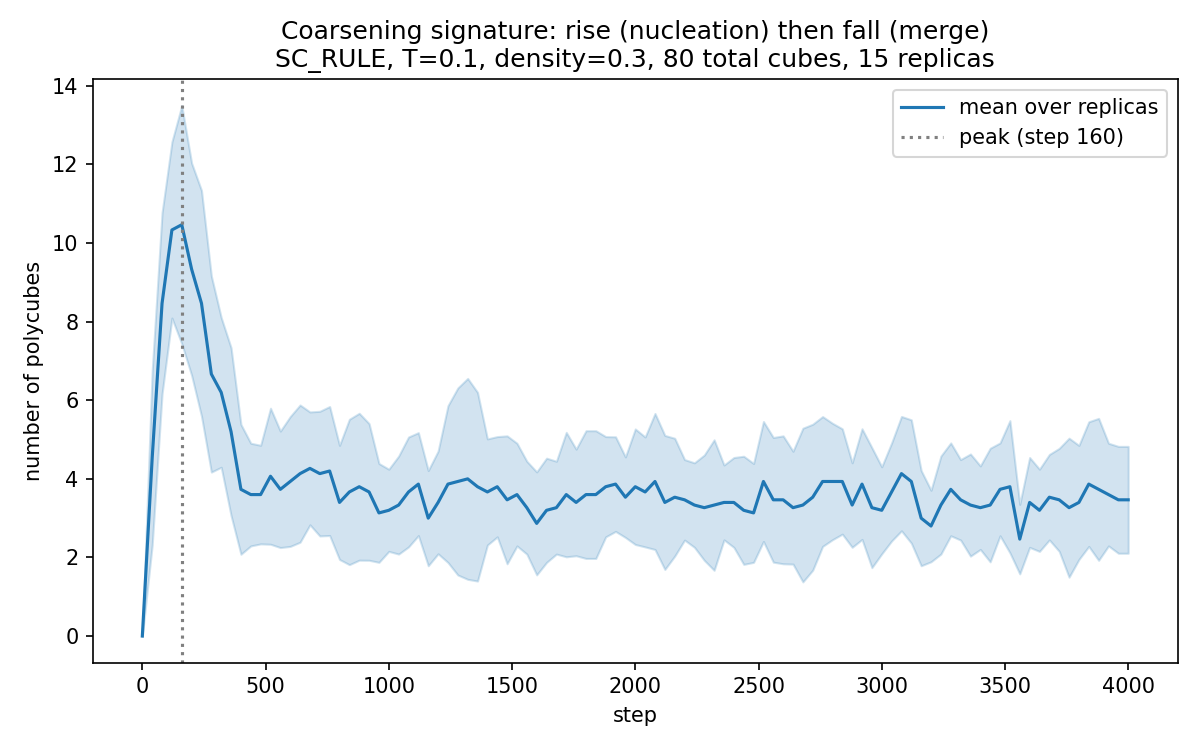 Coarsening signature: rise (nucleation) then fall (merge)
SC_RULE, T=0.1, density=0.3, 80 total cubes, 15 replicas
mean over replicas
peak (step 160)
number of polycubes
14
12
10
8
6
4
2
0
0 500 1000 1500 2000 2500 3000 3500 4000
step